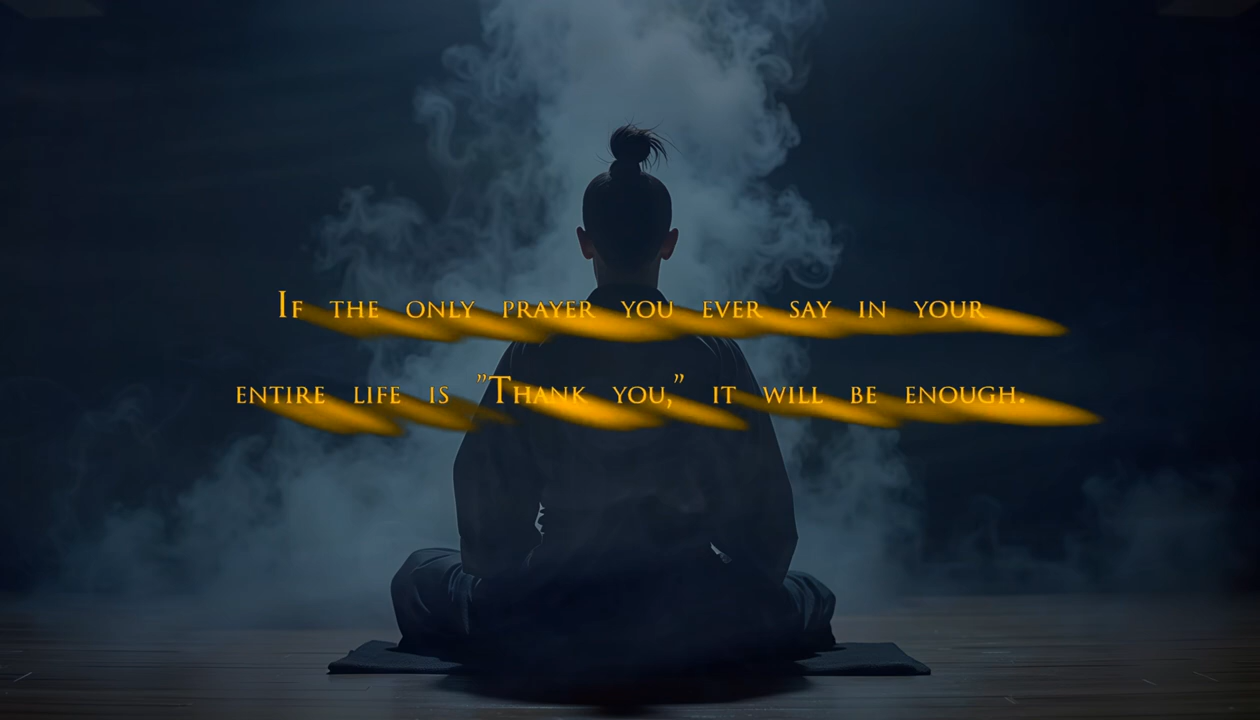 If the only prayer you ever say in your
entire life is ”Thank you,” it will be enough.